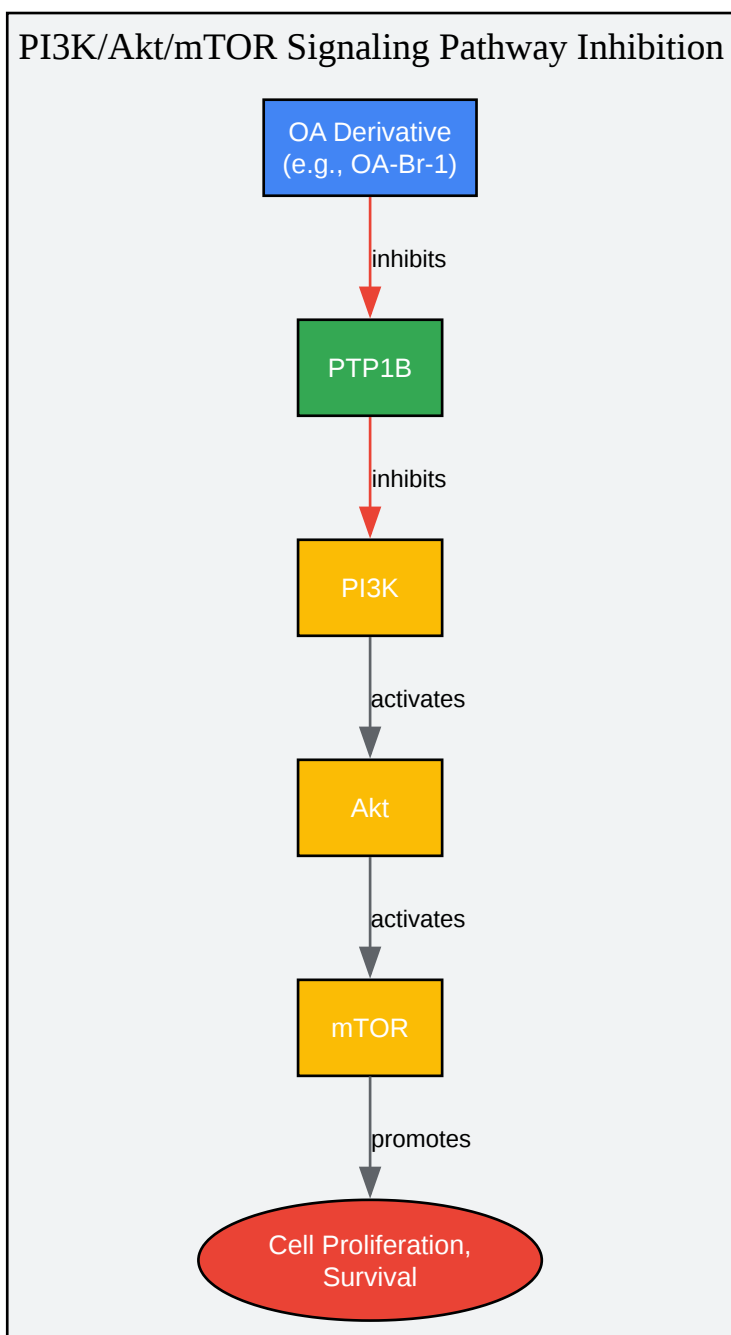 PI3K/Akt/mTOR Signaling Pathway Inhibition
OA Derivative
(e.g., OA-Br-1)
inhibits
PTP1B
inhibits
PI3K
activates
Akt
activates
mTOR
promotes
Cell Proliferation,
Survival